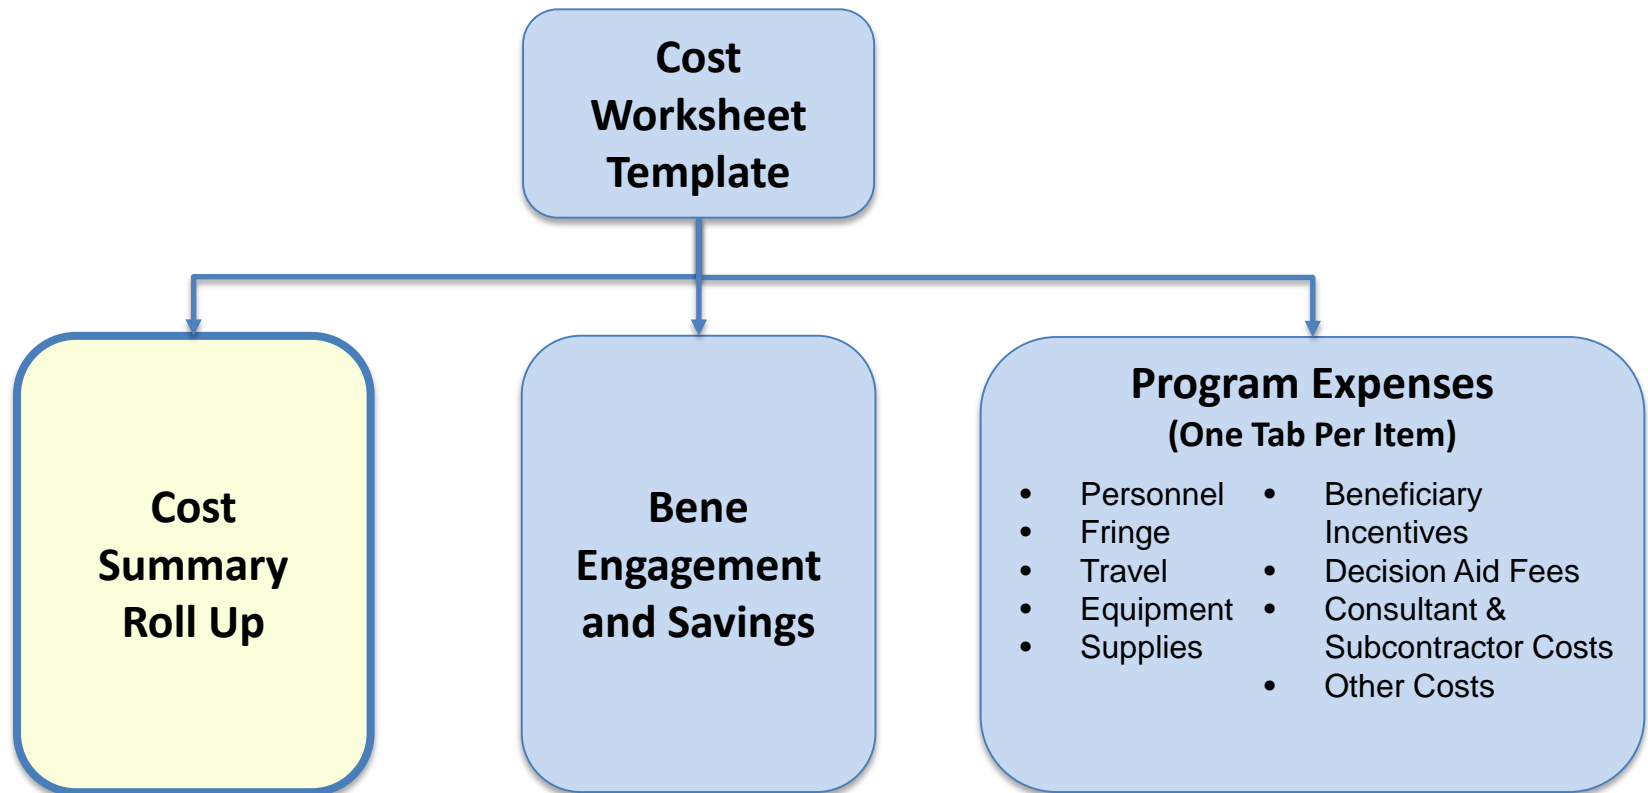 Cost
Worksheet
Template
Cost
Summary
Roll Up
Bene
Engagement
and Savings
Program Expenses
(One Tab Per Item)
• Personnel
• Fringe
• Travel
• Equipment
• Supplies
• Beneficiary
Incentives
• Decision Aid Fees
• Consultant &
Subcontractor Costs
• Other Costs